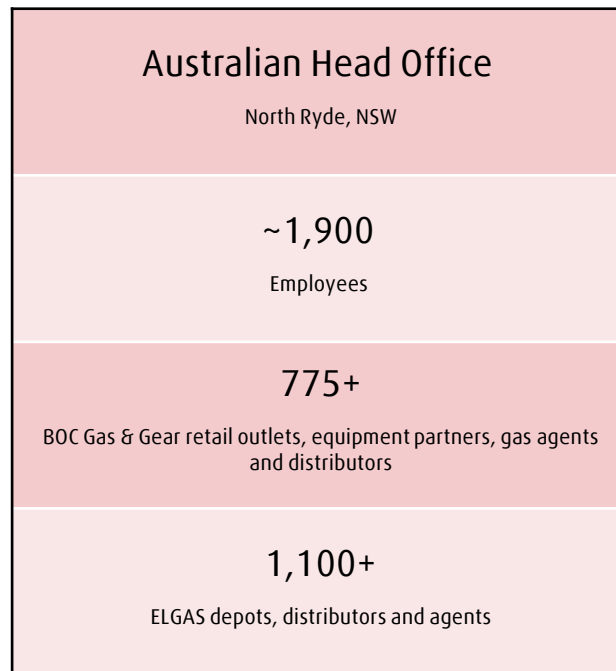 Australian Head Office
North Ryde, NSW
~1,900
Employees
775+
BOC Gas & Gear retail outlets, equipment partners, gas agents
and distributors
1,100+
ELGAS depots, distributors and agents